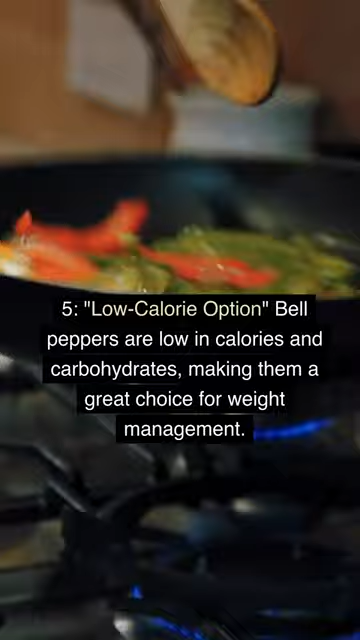 5: "Low-Calorie Option" Bell
peppers are low in calories and
carbohydrates, making them a
great choice for weight
management.